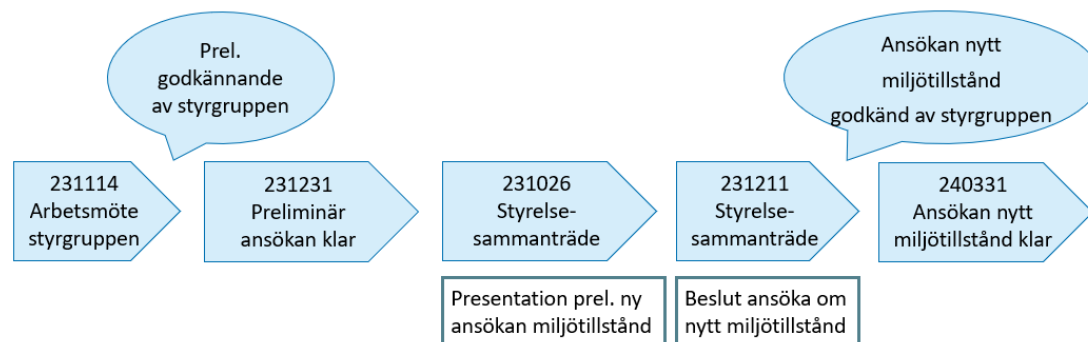 Prel.
godkännande
av styrgruppen
Ansökan nytt
miljötillstånd
godkänd av styrgruppen
231114
Arbetsmöte
styrgruppen
231231
Preliminär
ansökan klar
231026
Styrelse-
sammanträde
231211
Styrelse-
sammanträde
240331
Ansökan nytt
miljötillstånd klar
Presentation prel. ny
ansökan miljötillstånd
Beslut ansöka om
nytt miljötillstånd